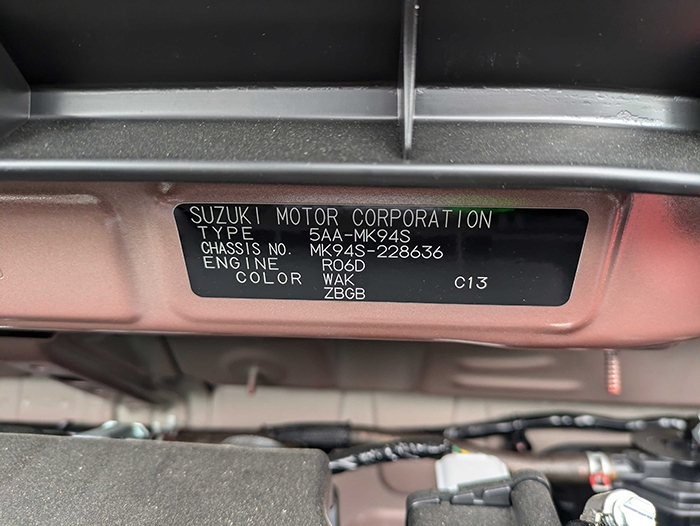 SUZUKI MOTOR CORPORATION
TYPE 5AA-MK94S
CHASSIS NO. MK94S-228636
ENGINE R06D
COLOR WAK C13
ZBGB